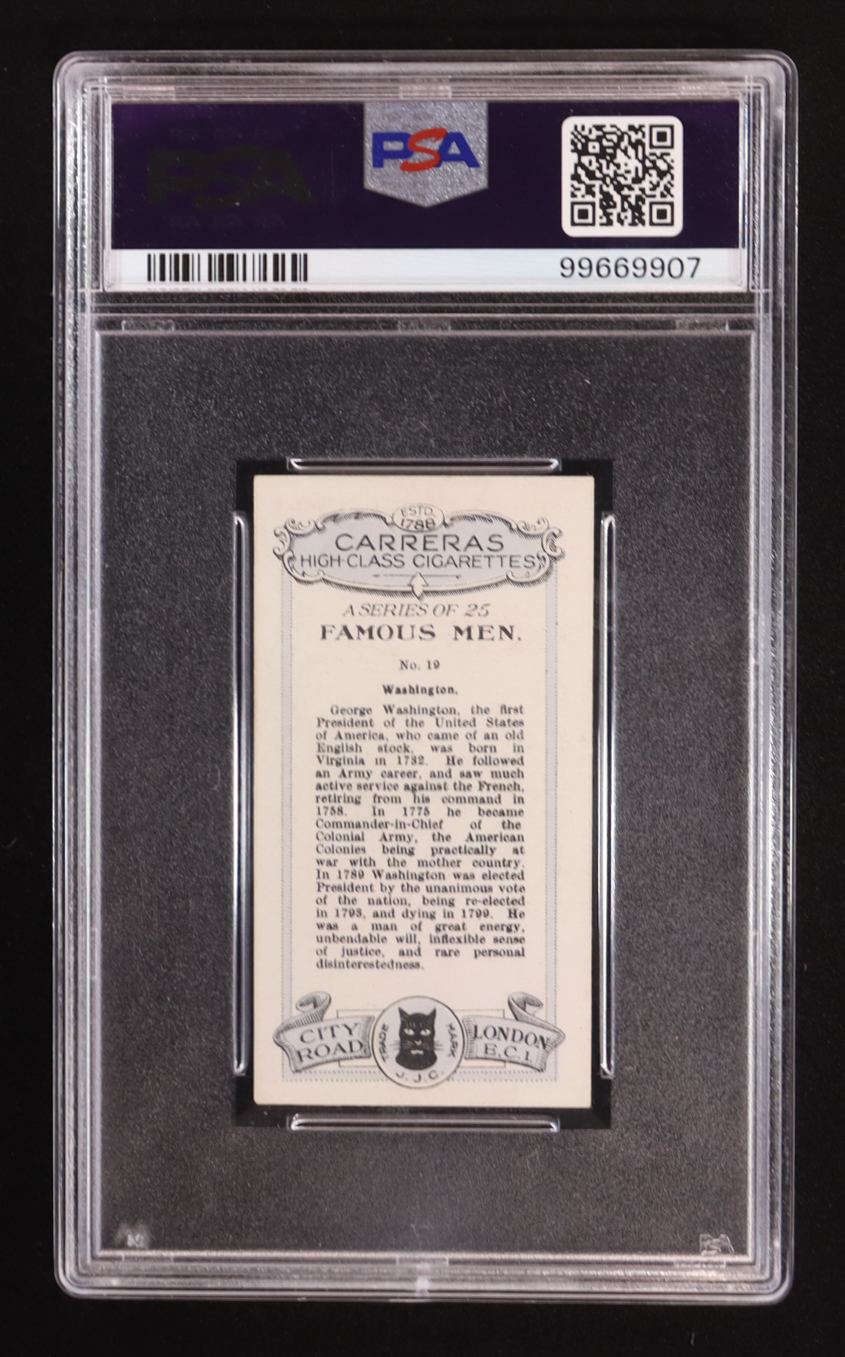 PSA
99669907
ESTD.
1788
CARRERAS
HIGH-CLASS CIGARETTES
A SERIES OF 25
FAMOUS MEN.
No. 19
Washington.
George Washington, the first
President of the United States
of America, who came of an old
English stock, was born in
Virginia in 1732. He followed
an Army career, and saw much
active service against the French,
retiring from his command in
1758. In 1775 he became
Commander-in-Chief of the
Colonial Army, the American
Colonies being practically at
war with the mother country.
In 1789 Washington was elected
President by the unanimous vote
of the nation, being re-elected
in 1793, and dying in 1799. He
was a man of great energy,
unbendable will, inflexible sense
of justice, and rare personal
disinterestedness.
CITY
ROAD
TRADE
MARK
J.J.C.
LONDON
E.C.1.
PSA